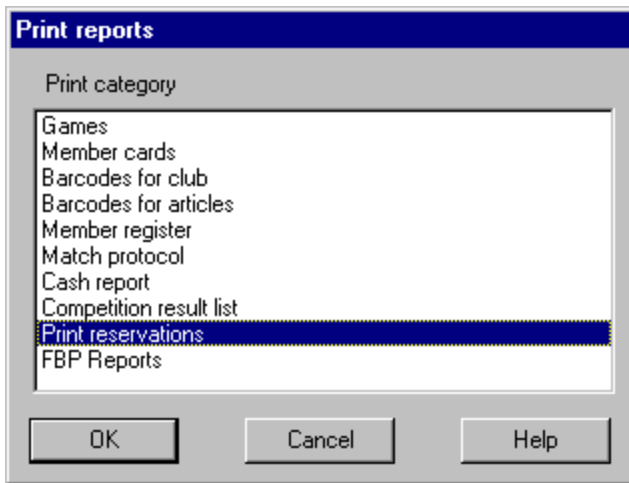 Print reports
Print category
Games
Member cards
Barcodes for club
Barcodes for articles
Member register
Match protocol
Cash report
Competition result list
Print reservations
FBP Reports
OK Cancel Help